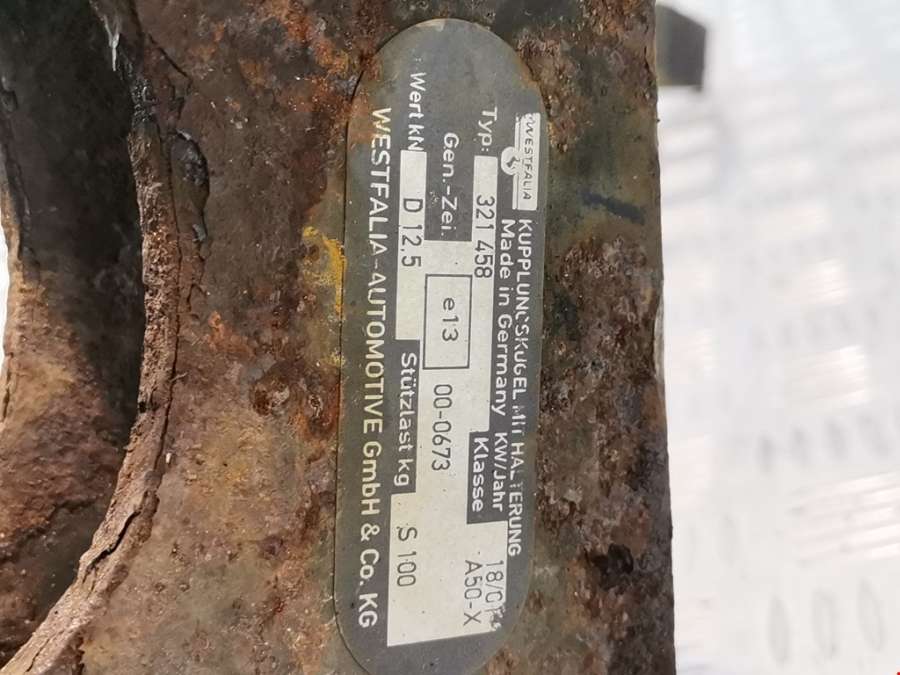 WESTFALIA
KUPPLUNGSKUGEL MIT HALTERUNG
Made in Germany KW/Jahr 18/01
Typ: 321 458 Klasse A50-X
Gen.-Zei. e13 00-0673
Wert kN D 12,5 Stützlast kg S 100
WESTFALIA-AUTOMOTIVE GmbH & Co. KG